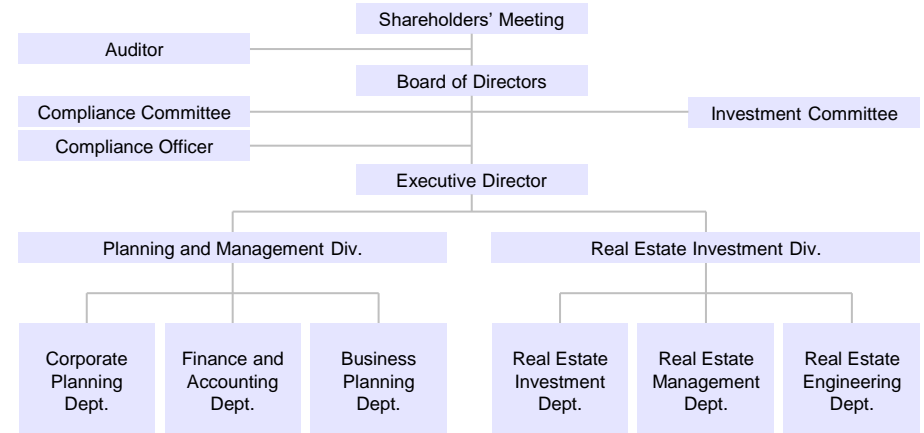 Shareholders’ Meeting
Auditor
Board of Directors
Compliance Committee
Investment Committee
Compliance Officer
Executive Director
Planning and Management Div.
Real Estate Investment Div.
Corporate
Planning
Dept.
Finance and
Accounting
Dept.
Business
Planning
Dept.
Real Estate
Investment
Dept.
Real Estate
Management
Dept.
Real Estate
Engineering
Dept.